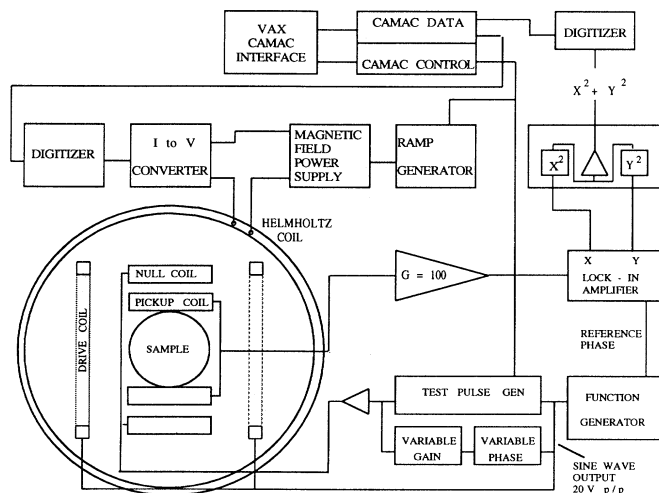 VAX
CAMAC
INTERFACE
CAMAC DATA
CAMAC CONTROL
DIGITIZER
X² + Y²
DIGITIZER
I to V
CONVERTER
MAGNETIC
FIELD
POWER
SUPPLY
RAMP
GENERATOR
X²
Y²
HELMHOLTZ
COIL
NULL COIL
PICKUP COIL
SAMPLE
DRIVE COIL
G = 100
X Y
LOCK - IN
AMPLIFIER
REFERENCE
PHASE
TEST PULSE GEN
FUNCTION
GENERATOR
VARIABLE
GAIN
VARIABLE
PHASE
SINE WAVE
OUTPUT
20 V p/p